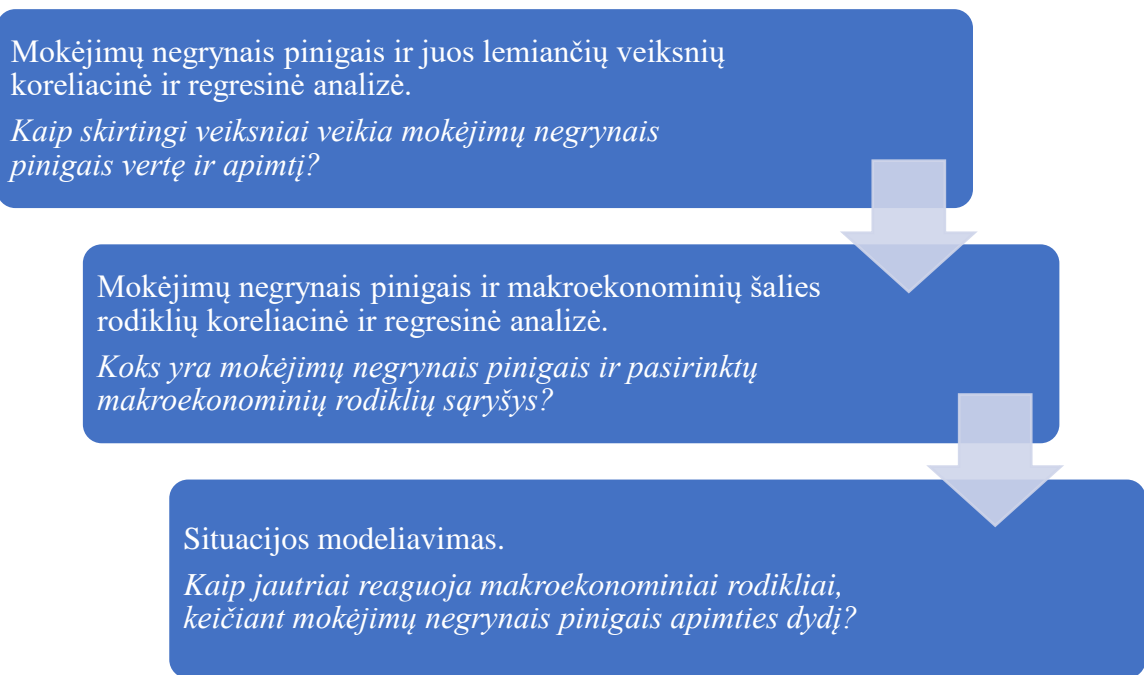 Mokėjimų negrynais pinigais ir juos lemiančių veiksnių
koreliacinė ir regresinė analizė.
Kaip skirtingi veiksniai veikia mokėjimų negrynais
pinigais vertę ir apimtį?
Mokėjimų negrynais pinigais ir makroekonominių šalies
rodiklių koreliacinė ir regresinė analizė.
Koks yra mokėjimų negrynais pinigais ir pasirinktų
makroekonominių rodiklių sąryšys?
Situacijos modeliavimas.
Kaip jautriai reaguoja makroekonominiai rodikliai,
keičiant mokėjimų negrynais pinigais apimties dydį?